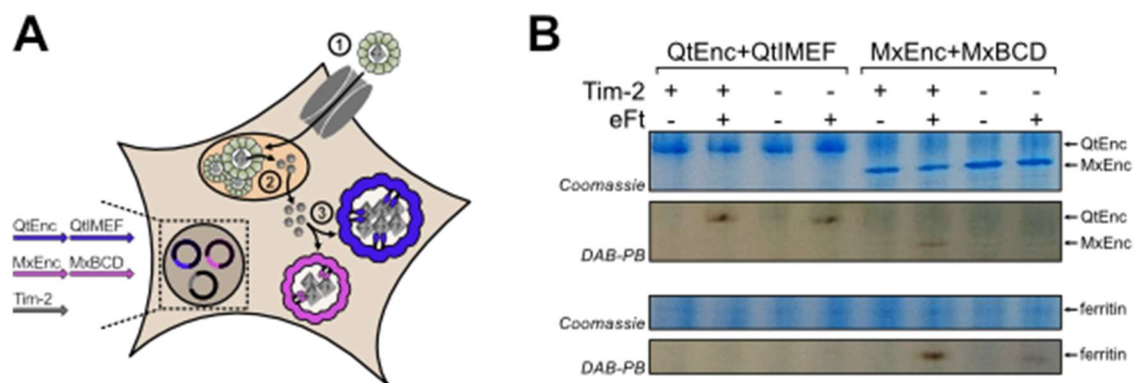 A
1
2
3
QtEnc QtIMEF
MxEnc MxBCD
Tim-2
B
QtEnc+QtIMEF MxEnc+MxBCD
Tim-2 + + - - + + - -
eFt - + - + - + - +
QtEnc
MxEnc
Coomassie
QtEnc
MxEnc
DAB-PB
ferritin
Coomassie
ferritin
DAB-PB